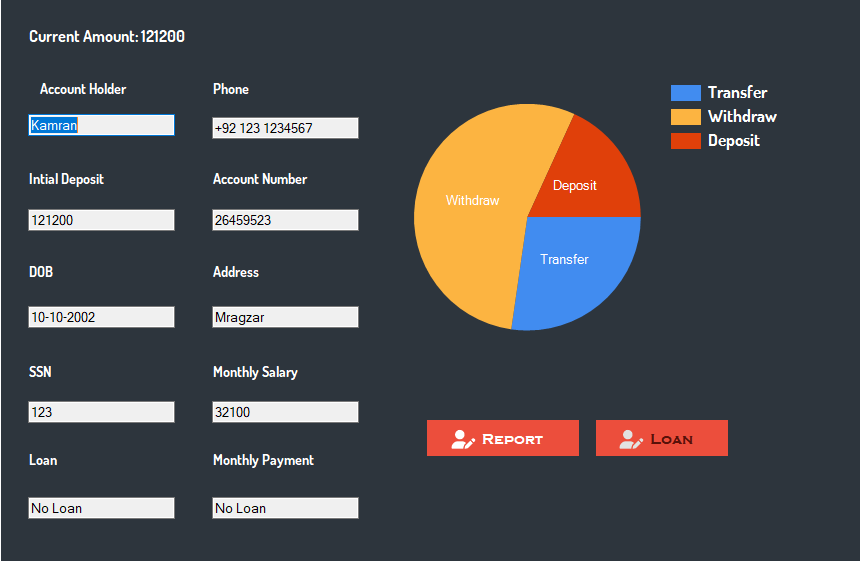 Current Amount: 121200
Account Holder Phone
Kamran +92 123 1234567
Intial Deposit Account Number
121200 26459523
DOB Address
10-10-2002 Mragzar
SSN Monthly Salary
123 32100
Loan Monthly Payment
No Loan No Loan
Transfer
Withdraw
Deposit
Deposit
Withdraw
Transfer
Report Loan